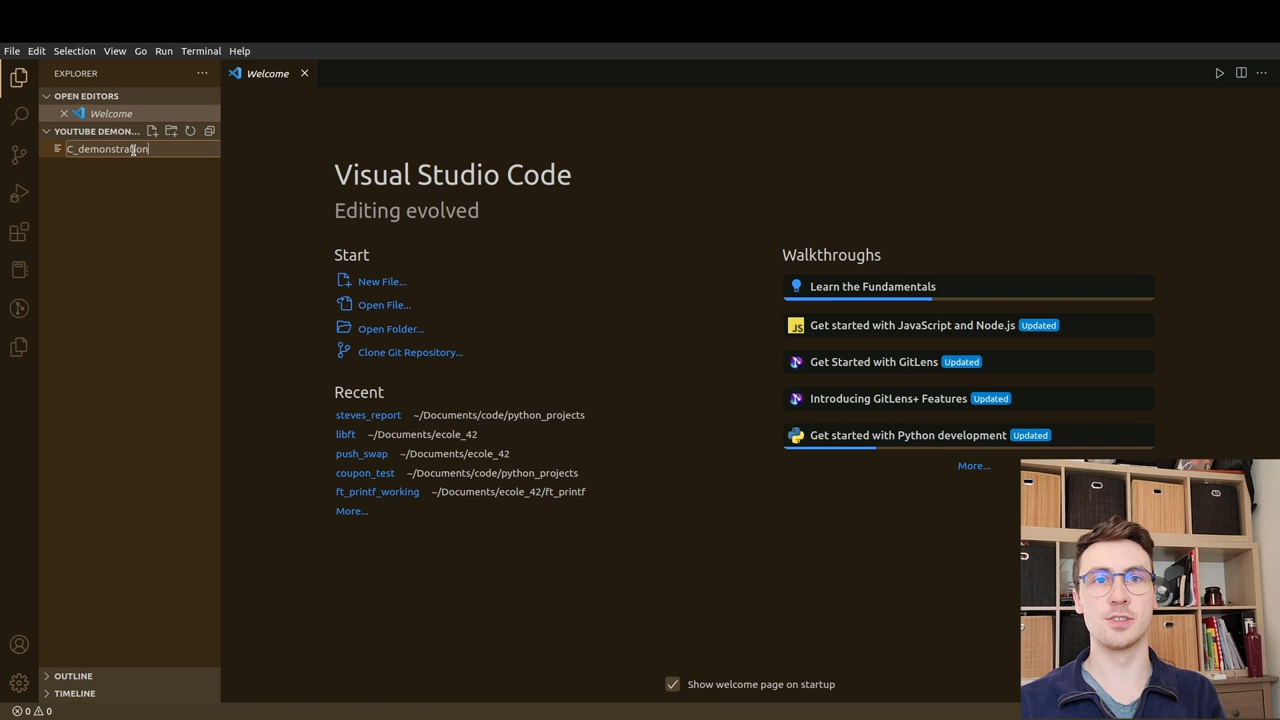 File Edit Selection View Go Run Terminal Help
EXPLORER
Welcome
OPEN EDITORS
Welcome
YOUTUBE DEMON...
C_demonstration
Visual Studio Code
Editing evolved
Start
New File...
Open File...
Open Folder...
Clone Git Repository...
Recent
steves_report ~/Documents/code/python_projects
libft ~/Documents/ecole_42
push_swap ~/Documents/ecole_42
coupon_test ~/Documents/code/python_projects
ft_printf_working ~/Documents/ecole_42/ft_printf
More...
Walkthroughs
Learn the Fundamentals
JS Get started with JavaScript and Node.js Updated
Get Started with GitLens Updated
Introducing GitLens+ Features Updated
Get started with Python development Updated
More...
OUTLINE
TIMELINE
Show welcome page on startup
0 0